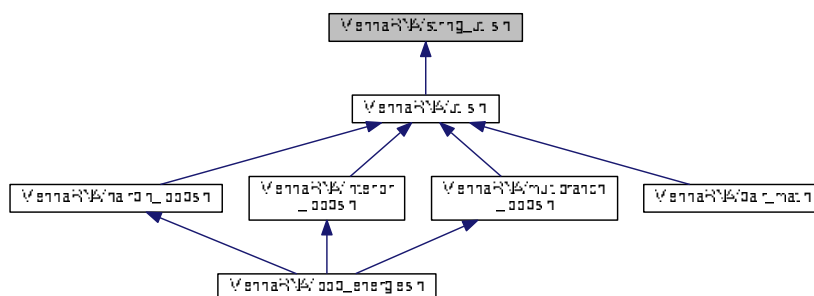 ViennaRNA/string_utils.h
ViennaRNA/utils.h
ViennaRNA/hairpin_loops.h
ViennaRNA/interior
_loops.h
ViennaRNA/multibranch
_loops.h
ViennaRNA/pair_mat.h
ViennaRNA/loop_energies.h